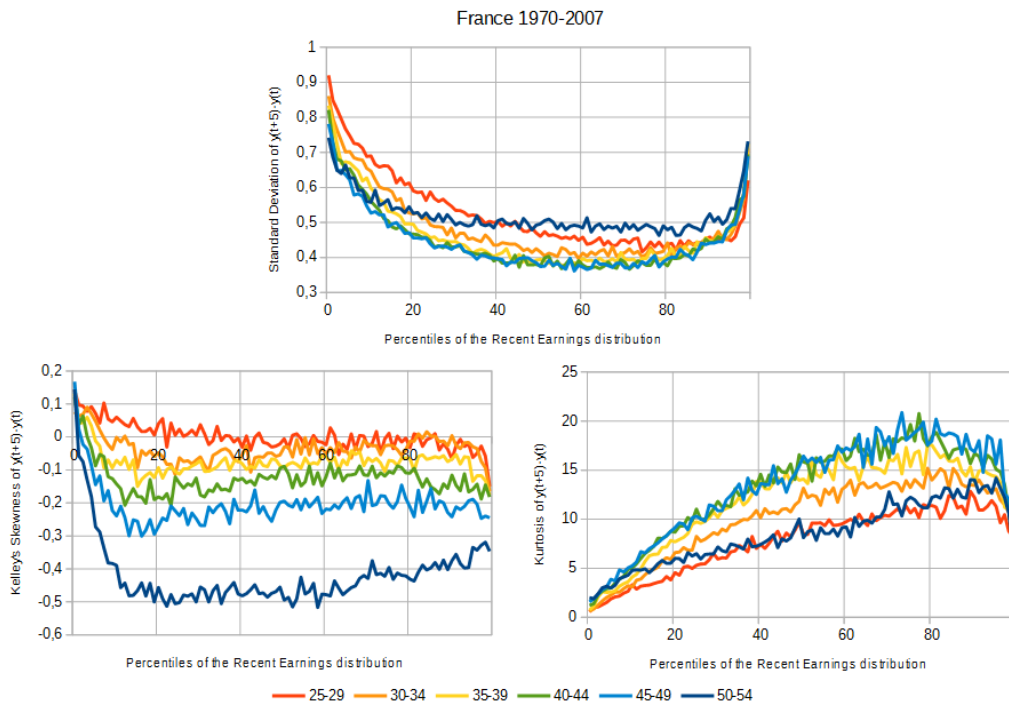 France 1970-2007
Standard Deviation of y(t+5)-y(t)
1
0,9
0,8
0,7
0,6
0,5
0,4
0,3
0 20 40 60 80
Percentiles of the Recent Earnings distribution
Kelley's Skewness of y(t+5)-y(t)
0,2
0,1
0
-0,1
-0,2
-0,3
-0,4
-0,5
-0,6
0 20 40 60 80
Percentiles of the Recent Earnings distribution
Kurtosis of y(t+5)-y(t)
25
20
15
10
5
0
0 20 40 60 80
Percentiles of the Recent Earnings distribution
25-29 30-34 35-39 40-44 45-49 50-54